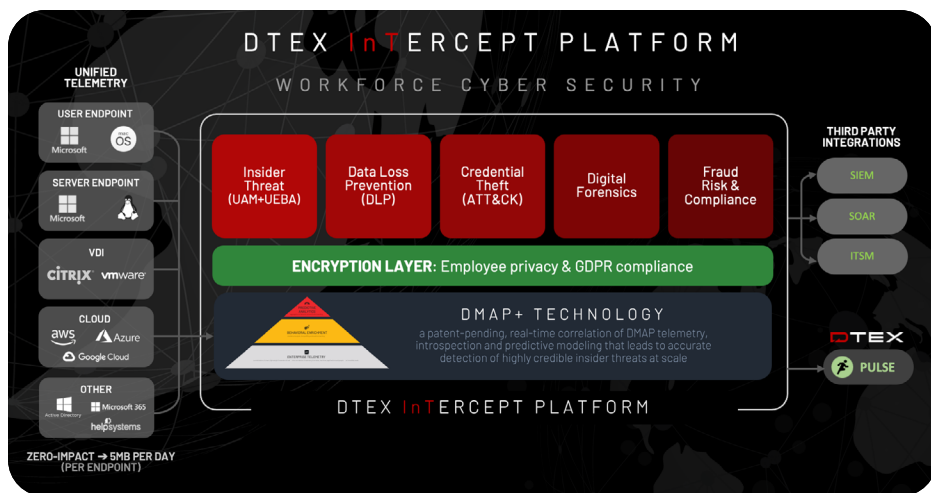 DTEX InTERCEPT PLATFORM
WORKFORCE CYBER SECURITY
UNIFIED
TELEMETRY
USER ENDPOINT
Microsoft
macOS
SERVER ENDPOINT
Microsoft
VDI
CITRIX
vmware
CLOUD
aws
Azure
Google Cloud
OTHER
Active Directory
Microsoft 365
helpsystems
ZERO-IMPACT → 5MB PER DAY
(PER ENDPOINT)
Insider
Threat
(UAM+UEBA)
Data Loss
Prevention
(DLP)
Credential
Theft
(ATT&CK)
Digital
Forensics
Fraud
Risk &
Compliance
ENCRYPTION LAYER: Employee privacy & GDPR compliance
BEHAVIORAL ENRICHMENT
ENTERPRISE TELEMETRY
DMAP+ TECHNOLOGY
a patent-pending, real-time correlation of DMAP telemetry,
introspection and predictive modeling that leads to accurate
detection of highly credible insider threats at scale
DTEX InTERCEPT PLATFORM
THIRD PARTY
INTEGRATIONS
SIEM
SOAR
ITSM
DTEX
PULSE